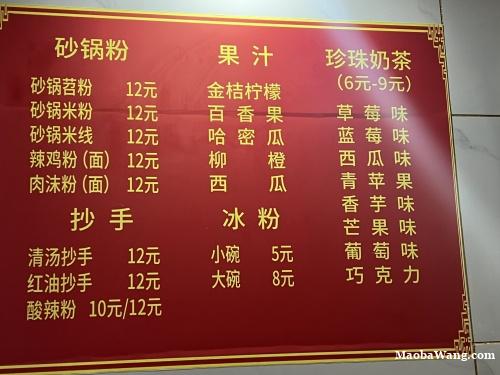 砂锅粉
砂锅苕粉 12元
砂锅米粉 12元
砂锅米线 12元
辣鸡粉（面） 12元
肉沫粉（面） 12元
抄手
清汤抄手 12元
红油抄手 12元
酸辣粉 10元/12元
果汁
金桔柠檬
百香果
哈密瓜
柳橙
西瓜
冰粉
小碗 5元
大碗 8元
珍珠奶茶
（6元-9元）
草莓味
蓝莓味
西瓜味
青苹果
香芋味
芒果味
葡萄味
巧克力
MaobaWang.com